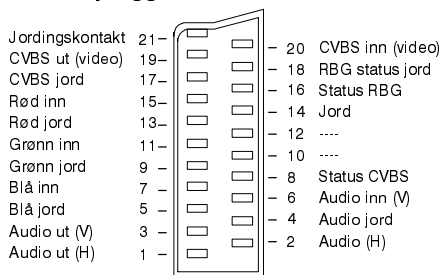 Jordingskontakt 21 –
CVBS ut (video) 19 –
CVBS jord 17 –
Rød inn 15 –
Rød jord 13 –
Grønn inn 11 –
Grønn jord 9 –
Blå inn 7 –
Blå jord 5 –
Audio ut (V) 3 –
Audio ut (H) 1 –
– 20 CVBS inn (video)
– 18 RBG status jord
– 16 Status RBG
– 14 Jord
– 12 ----
– 10 ----
– 8 Status CVBS
– 6 Audio inn (V)
– 4 Audio jord
– 2 Audio (H)